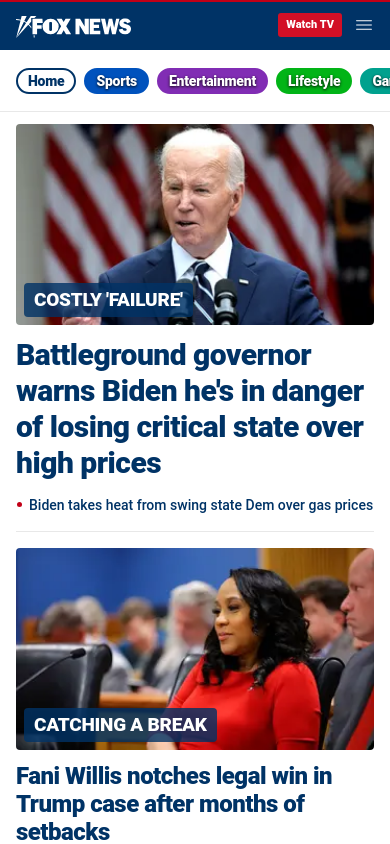 FOX NEWS
Watch TV
Home
Sports
Entertainment
Lifestyle
Ga
COSTLY 'FAILURE'
Battleground governor
warns Biden he's in danger
of losing critical state over
high prices
Biden takes heat from swing state Dem over gas prices
CATCHING A BREAK
Fani Willis notches legal win in
Trump case after months of
setbacks